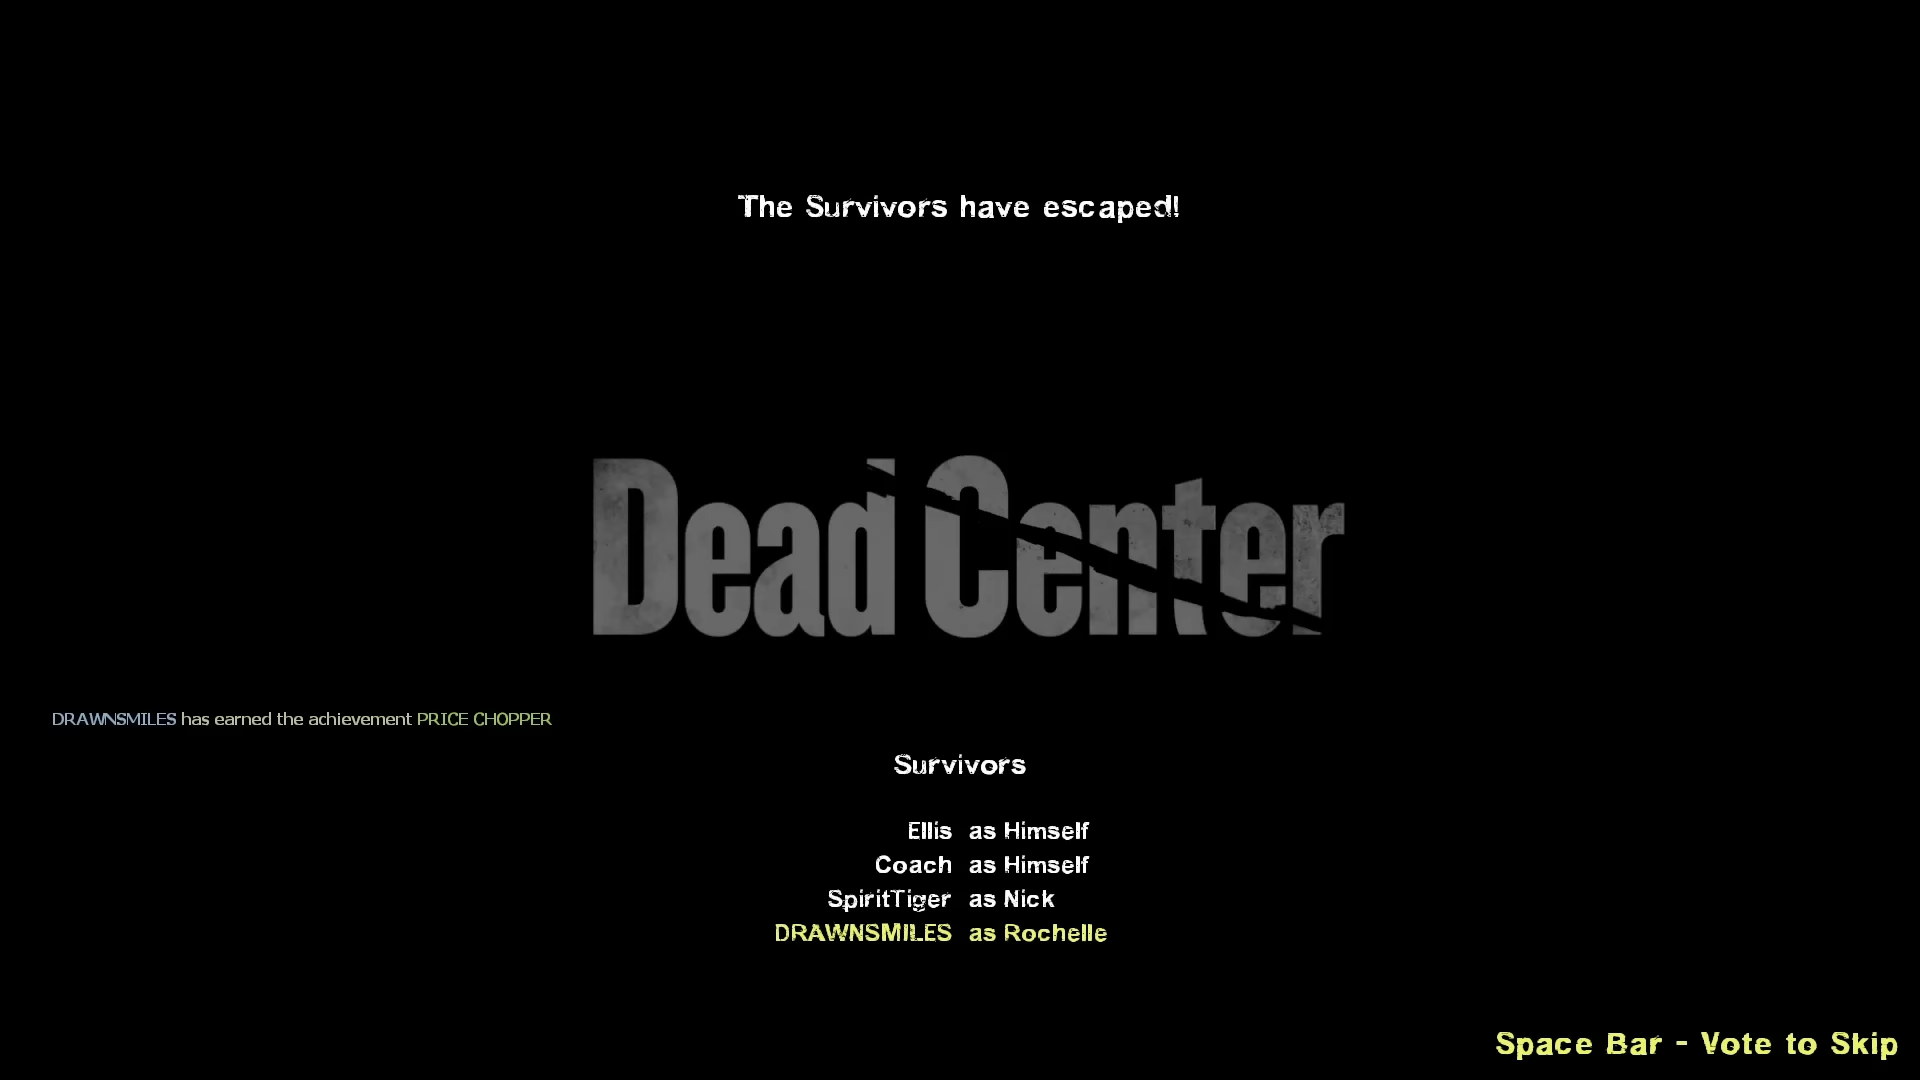 The Survivors have escaped!
Dead Center
DRAWNSMILES has earned the achievement PRICE CHOPPER
Survivors
Ellis as Himself
Coach as Himself
SpiritTiger as Nick
DRAWNSMILES as Rochelle
Space Bar - Vote to Skip